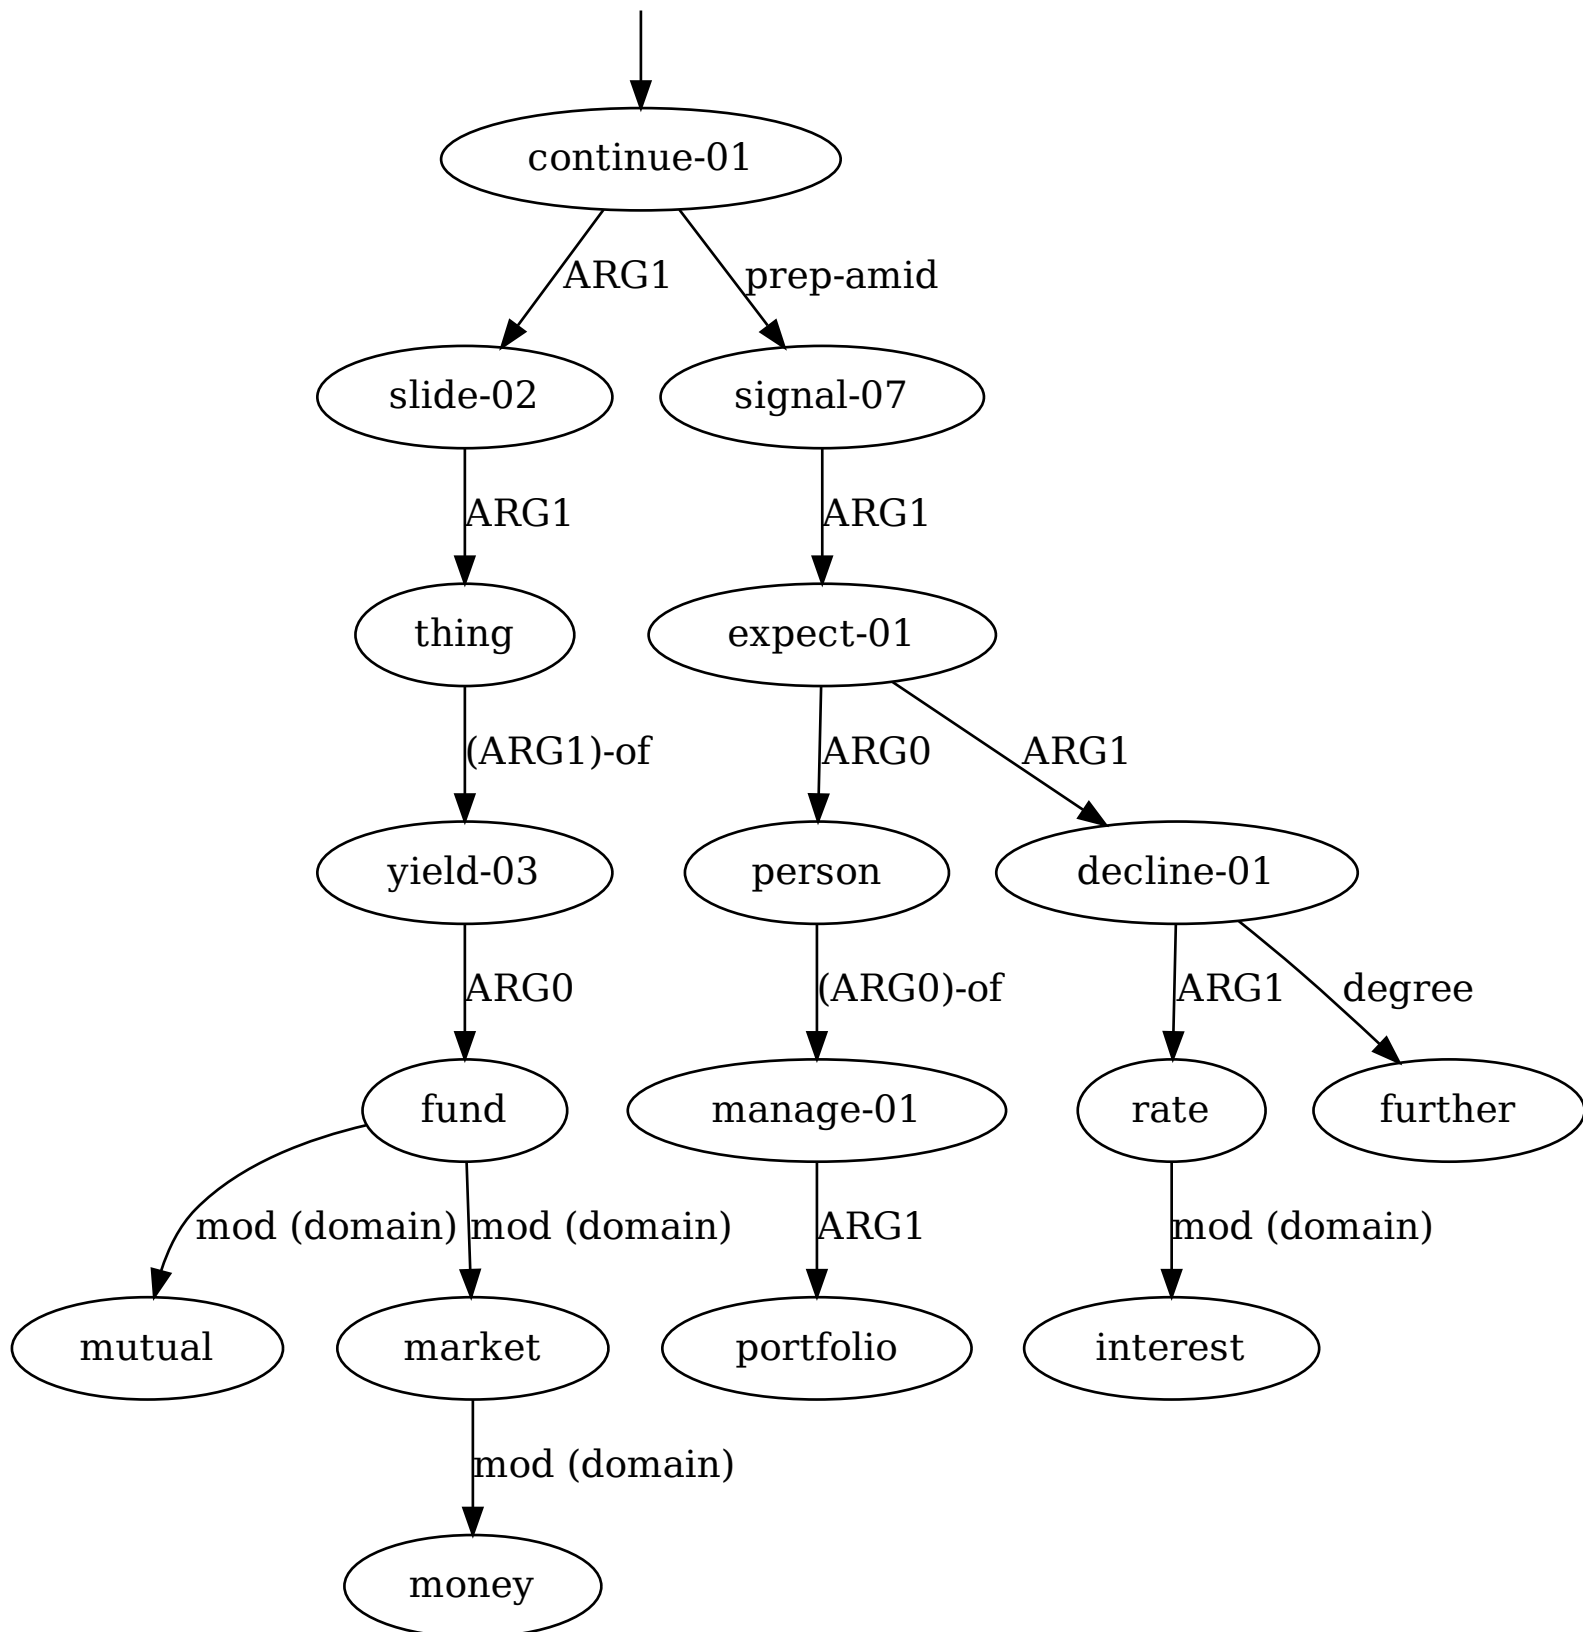 continue-01
ARG1 prep-amid
slide-02 signal-07
ARG1 ARG1
thing expect-01
(ARG1)-of ARG0 ARG1
yield-03 person decline-01
ARG0 (ARG0)-of ARG1 degree
fund manage-01 rate further
mod (domain) mod (domain) ARG1 mod (domain)
mutual market portfolio interest
mod (domain)
money